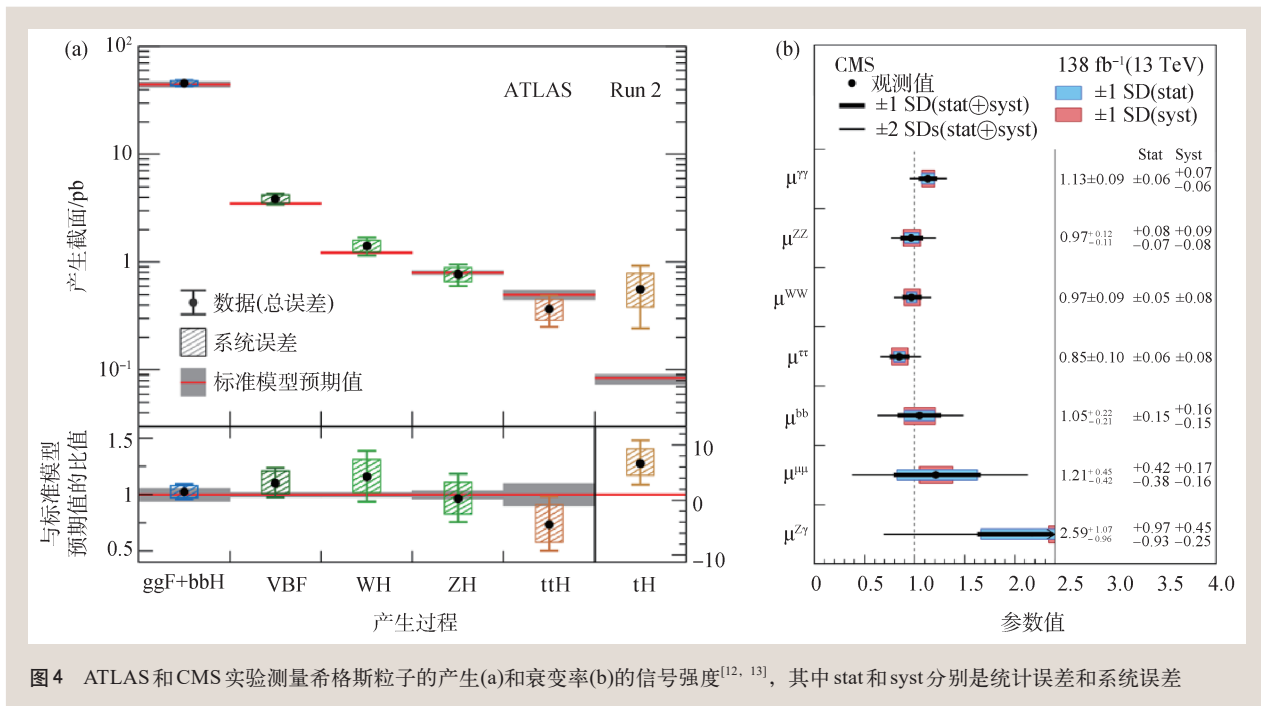 (a)
10²
10
1
10⁻¹
产生截面/pb
ATLAS Run 2
数据(总误差)
系统误差
标准模型预期值
与标准模型
预期值的比值
1.5
1
0.5
10
0
−10
ggF+bbH VBF WH ZH ttH tH
产生过程
(b)
CMS 138 fb⁻¹(13 TeV)
观测值
±1 SD(stat⊕syst)
±2 SDs(stat⊕syst)
±1 SD(stat)
±1 SD(syst)
Stat Syst
μ^γγ 1.13±0.09 ±0.06 +0.07 −0.06
μ^ZZ 0.97+0.12 −0.11 +0.08 −0.07 +0.09 −0.08
μ^WW 0.97±0.09 ±0.05 ±0.08
μ^ττ 0.85±0.10 ±0.06 ±0.08
μ^bb 1.05+0.22 −0.21 ±0.15 +0.16 −0.15
μ^μμ 1.21+0.45 −0.42 +0.42 −0.38 +0.17 −0.16
μ^Zγ 2.59+1.07 −0.96 +0.97 −0.93 +0.45 −0.25
0 0.5 1.0 1.5 2.0 2.5 3.0 3.5 4.0
参数值
图4 ATLAS和CMS实验测量希格斯粒子的产生(a)和衰变率(b)的信号强度[12, 13]，其中stat和syst分别是统计误差和系统误差